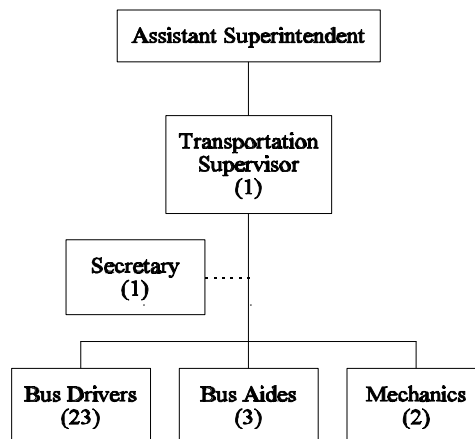 Assistant Superintendent
Transportation
Supervisor
(1)
Secretary
(1)
Bus Drivers
(23)
Bus Aides
(3)
Mechanics
(2)